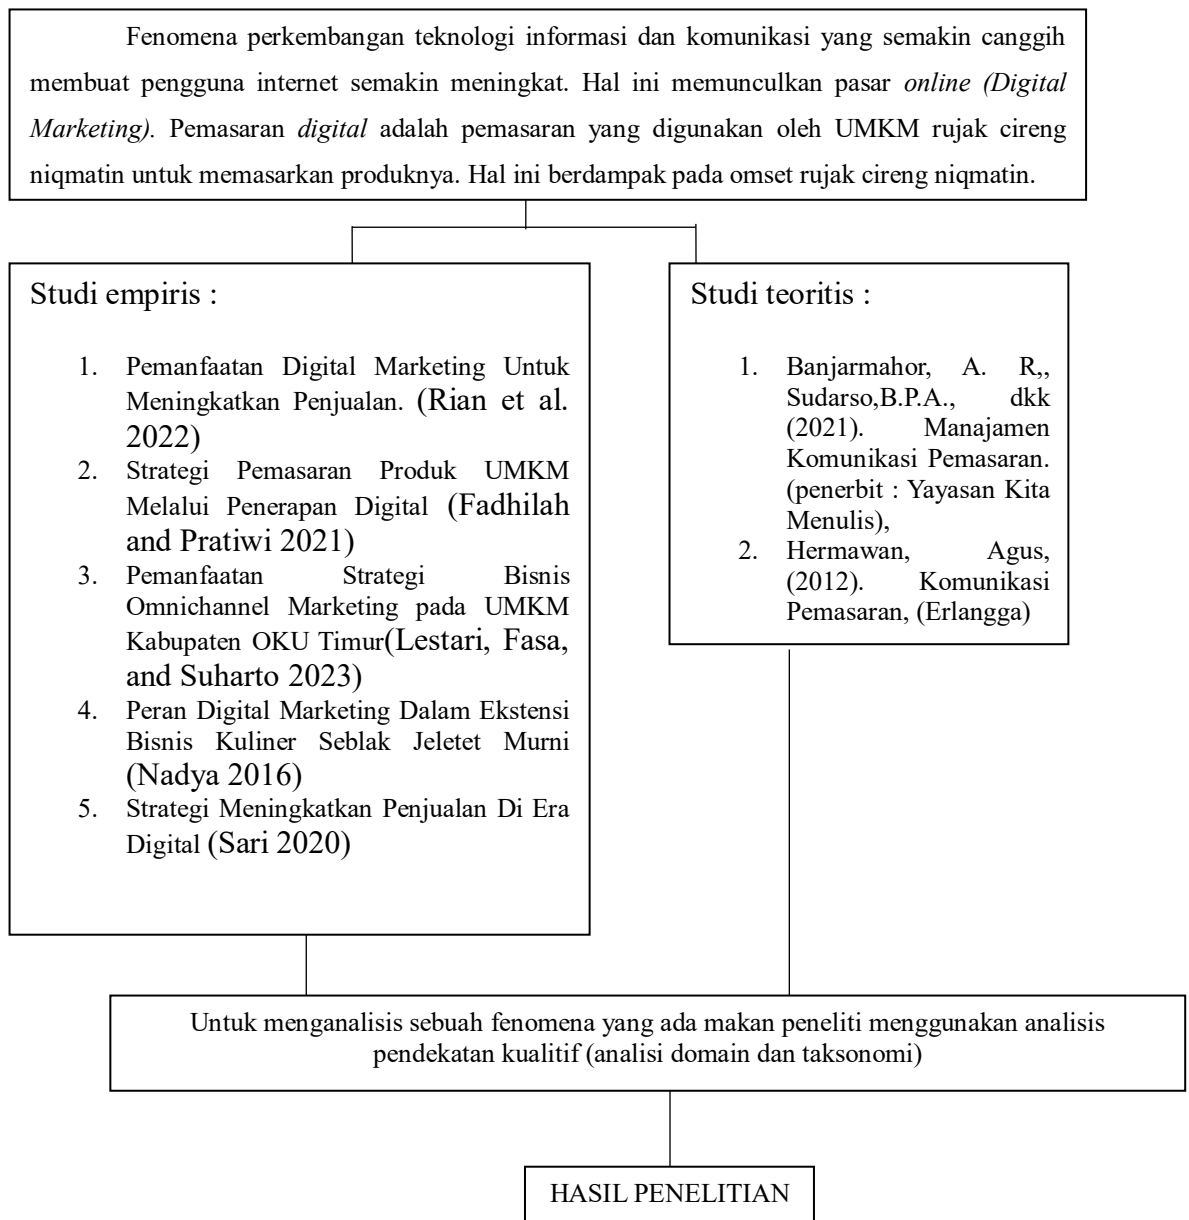 Fenomena perkembangan teknologi informasi dan komunikasi yang semakin canggih
membuat pengguna internet semakin meningkat. Hal ini memunculkan pasar online (Digital
Marketing). Pemasaran digital adalah pemasaran yang digunakan oleh UMKM rujak cireng
niqmatin untuk memasarkan produknya. Hal ini berdampak pada omset rujak cireng niqmatin.
Studi empiris :
1. Pemanfaatan Digital Marketing Untuk
Meningkatkan Penjualan. (Rian et al.
2022)
2. Strategi Pemasaran Produk UMKM
Melalui Penerapan Digital (Fadhilah
and Pratiwi 2021)
3. Pemanfaatan Strategi Bisnis
Omnichannel Marketing pada UMKM
Kabupaten OKU Timur(Lestari, Fasa,
and Suharto 2023)
4. Peran Digital Marketing Dalam Ekstensi
Bisnis Kuliner Seblak Jeletet Murni
(Nadya 2016)
5. Strategi Meningkatkan Penjualan Di Era
Digital (Sari 2020)
Studi teoritis :
1. Banjarmahor, A. R,,
Sudarso,B.P.A., dkk
(2021). Manajamen
Komunikasi Pemasaran.
(penerbit : Yayasan Kita
Menulis),
2. Hermawan, Agus,
(2012). Komunikasi
Pemasaran, (Erlangga)
Untuk menganalisis sebuah fenomena yang ada makan peneliti menggunakan analisis
pendekatan kualitif (analisi domain dan taksonomi)
HASIL PENELITIAN